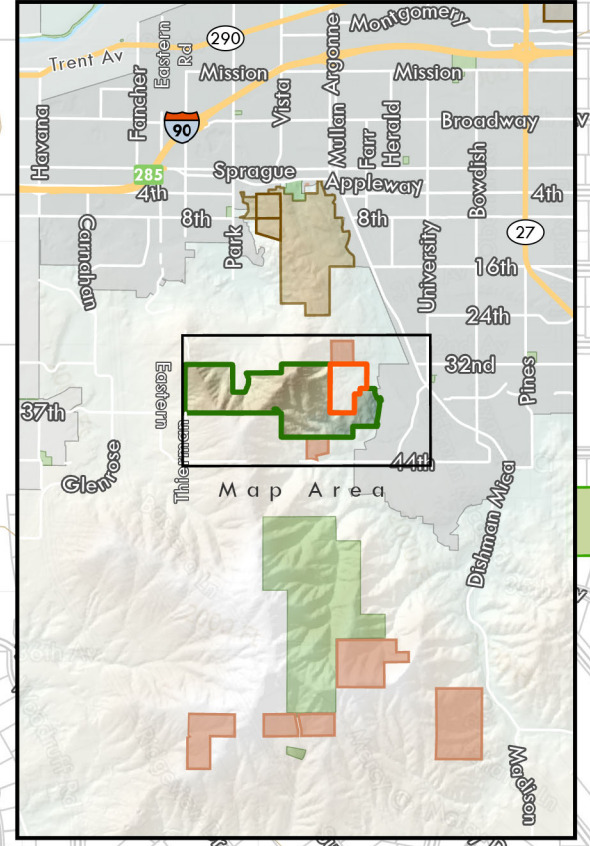 Montgomery
290
Eastern
Rd
Trent Av
Argonne
Mission
Mission
Fancher
Vista
Havana
Mullan
Farr
Herald
Broadway
90
Bowdish
285
Sprague
4th
Appleway
4th
8th
8th
Park
Carnahan
University
27
16th
24th
32nd
Pines
Eastern
37th
Thierman
44th
Glenrose
Map Area
Dishman Mica
Madison